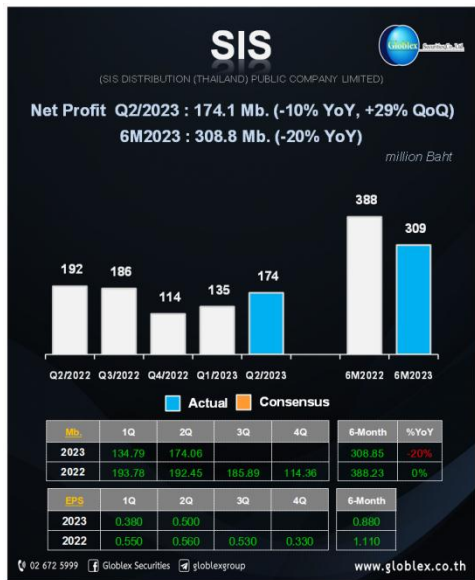 SIS
Globlex Securities Co., Ltd.
(SIS DISTRIBUTION (THAILAND) PUBLIC COMPANY LIMITED)
Net Profit Q2/2023 : 174.1 Mb. (-10% YoY, +29% QoQ)
6M2023 : 308.8 Mb. (-20% YoY)
million Baht
388
309
192
186
174
135
114
Q2/2022 Q3/2022 Q4/2022 Q1/2023 Q2/2023 6M2022 6M2023
Actual Consensus
Mb. 1Q 2Q 3Q 4Q 6-Month %YoY
2023 134.79 174.06 308.85 -20%
2022 193.78 192.45 185.89 114.36 388.23 0%
EPS 1Q 2Q 3Q 4Q 6-Month
2023 0.380 0.500 0.880
2022 0.550 0.560 0.530 0.330 1.110
02 672 5999 Globlex Securities globlexgroup www.globlex.co.th